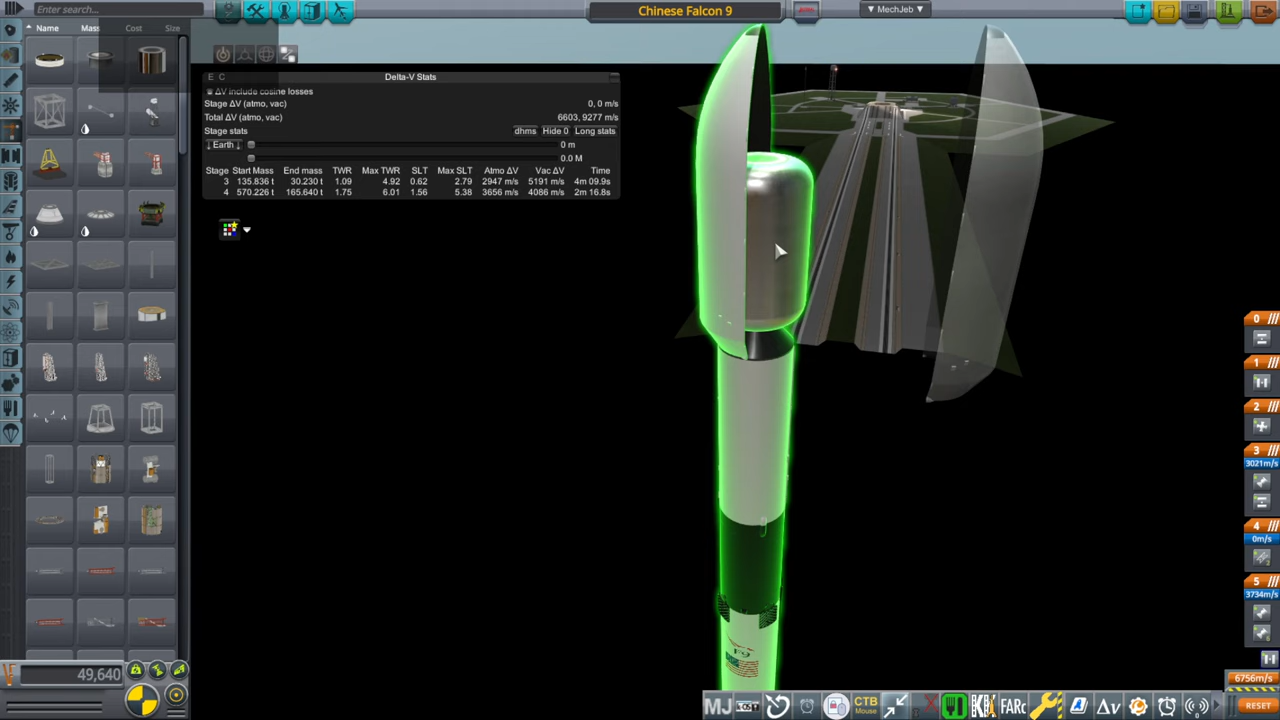 Enter search...
Chinese Falcon 9
▼ MechJeb ▼
Name Mass Cost Size
E C Delta-V Stats
ΔV include cosine losses
Stage ΔV (atmo, vac) 0, 0 m/s
Total ΔV (atmo, vac) 6603, 9277 m/s
Stage stats dhms Hide 0 Long stats
Earth 0 m
0.0 M
Stage Start Mass End mass TWR Max TWR SLT Max SLT Atmo ΔV Vac ΔV Time
3 135.836 t 30.230 t 1.09 4.92 0.62 2.79 2947 m/s 5191 m/s 4m 09.9s
4 570.226 t 165.640 t 1.75 6.01 1.56 5.38 3656 m/s 4086 m/s 2m 16.8s
0
1
2
3
3021m/s
4
0m/s
5
3734m/s
F9
49,640
6756m/s
MJ CTB Mouse FARc Δv RESET